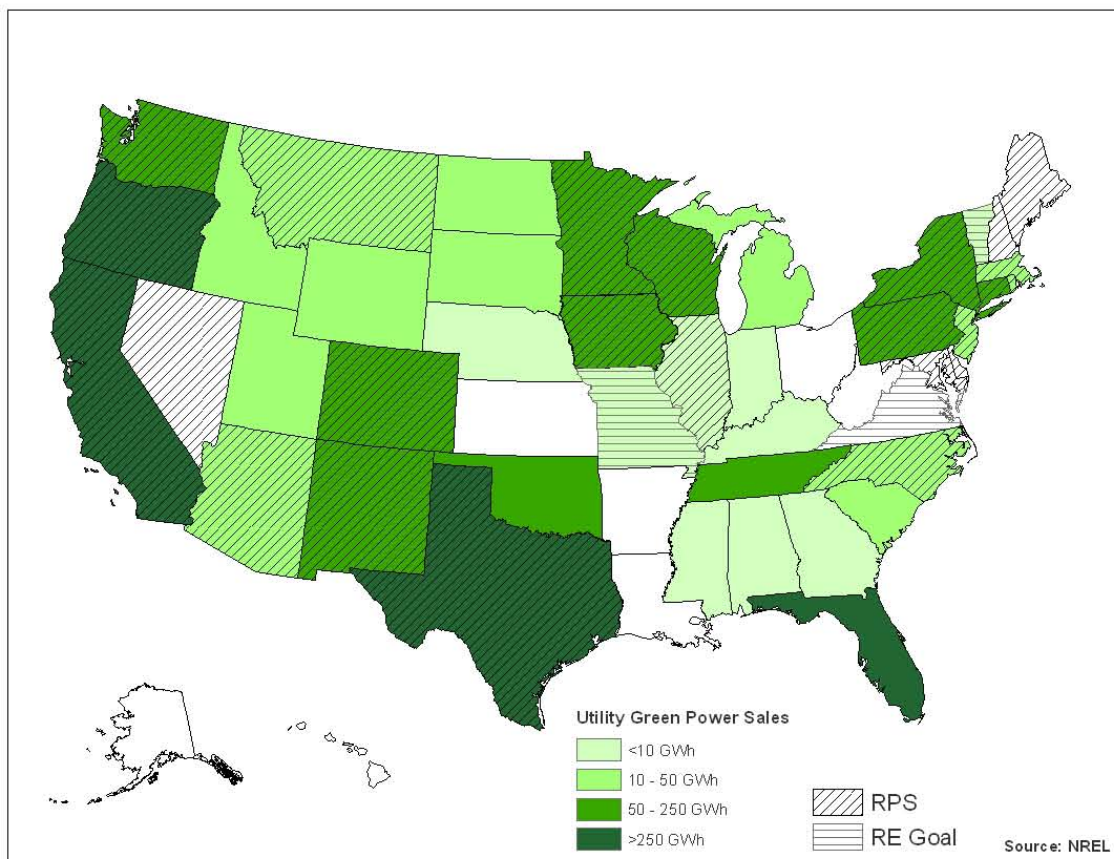 Utility Green Power Sales
<10 GWh
10 - 50 GWh
50 - 250 GWh
>250 GWh
RPS
RE Goal
Source: NREL